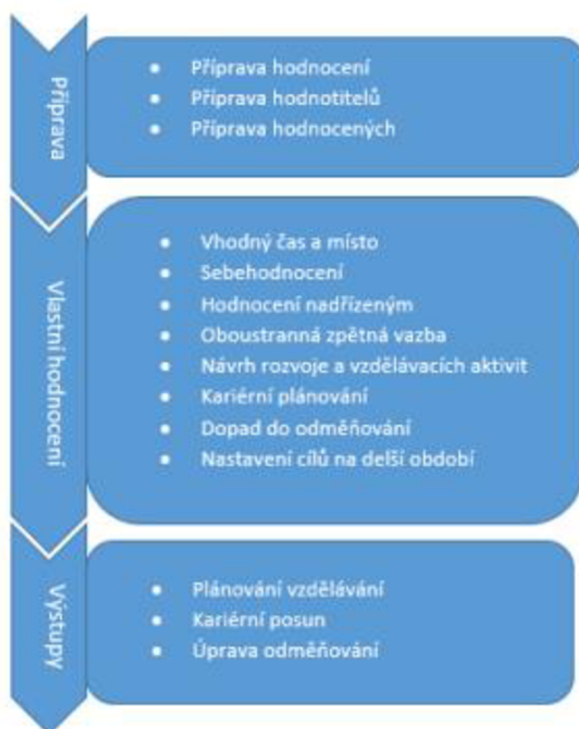 Příprava
• Příprava hodnocení
• Příprava hodnotitelů
• Příprava hodnocených
Vlastní hodnocení
• Vhodný čas a místo
• Sebehodnocení
• Hodnocení nadřízeným
• Oboustranná zpětná vazba
• Návrh rozvoje a vzdělávacích aktivit
• Kariérní plánování
• Dopad do odměňování
• Nastavení cílů na delší období
Výstupy
• Plánování vzdělávání
• Kariérní posun
• Úprava odměňování